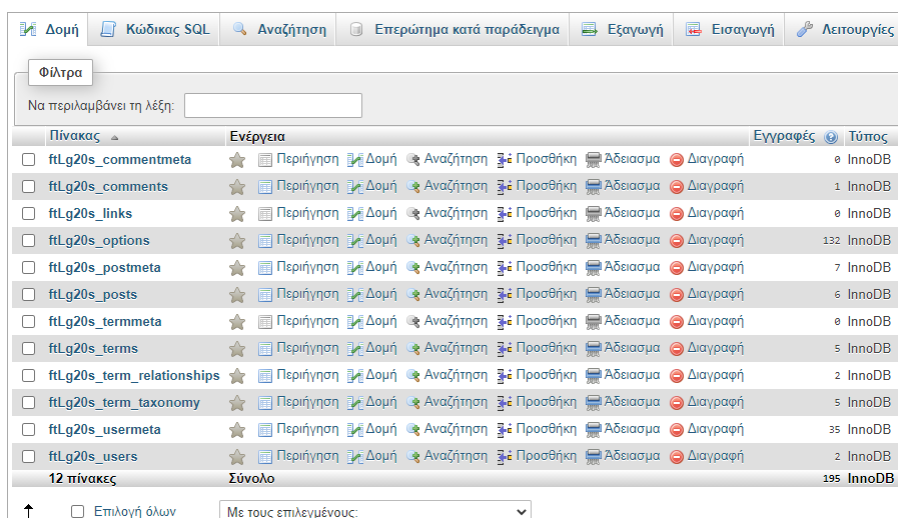 Δομή Κώδικας SQL Αναζήτηση Επερώτημα κατά παράδειγμα Εξαγωγή Εισαγωγή Λειτουργίες
Φίλτρα
Να περιλαμβάνει τη λέξη:
Πίνακας Ενέργεια Εγγραφές Τύπος
ftLg20s_commentmeta Περιήγηση Δομή Αναζήτηση Προσθήκη Άδειασμα Διαγραφή 0 InnoDB
ftLg20s_comments Περιήγηση Δομή Αναζήτηση Προσθήκη Άδειασμα Διαγραφή 1 InnoDB
ftLg20s_links Περιήγηση Δομή Αναζήτηση Προσθήκη Άδειασμα Διαγραφή 0 InnoDB
ftLg20s_options Περιήγηση Δομή Αναζήτηση Προσθήκη Άδειασμα Διαγραφή 132 InnoDB
ftLg20s_postmeta Περιήγηση Δομή Αναζήτηση Προσθήκη Άδειασμα Διαγραφή 7 InnoDB
ftLg20s_posts Περιήγηση Δομή Αναζήτηση Προσθήκη Άδειασμα Διαγραφή 6 InnoDB
ftLg20s_termmeta Περιήγηση Δομή Αναζήτηση Προσθήκη Άδειασμα Διαγραφή 0 InnoDB
ftLg20s_terms Περιήγηση Δομή Αναζήτηση Προσθήκη Άδειασμα Διαγραφή 5 InnoDB
ftLg20s_term_relationships Περιήγηση Δομή Αναζήτηση Προσθήκη Άδειασμα Διαγραφή 2 InnoDB
ftLg20s_term_taxonomy Περιήγηση Δομή Αναζήτηση Προσθήκη Άδειασμα Διαγραφή 5 InnoDB
ftLg20s_usermeta Περιήγηση Δομή Αναζήτηση Προσθήκη Άδειασμα Διαγραφή 35 InnoDB
ftLg20s_users Περιήγηση Δομή Αναζήτηση Προσθήκη Άδειασμα Διαγραφή 2 InnoDB
12 πίνακες Σύνολο 195 InnoDB
Επιλογή όλων Με τους επιλεγμένους: